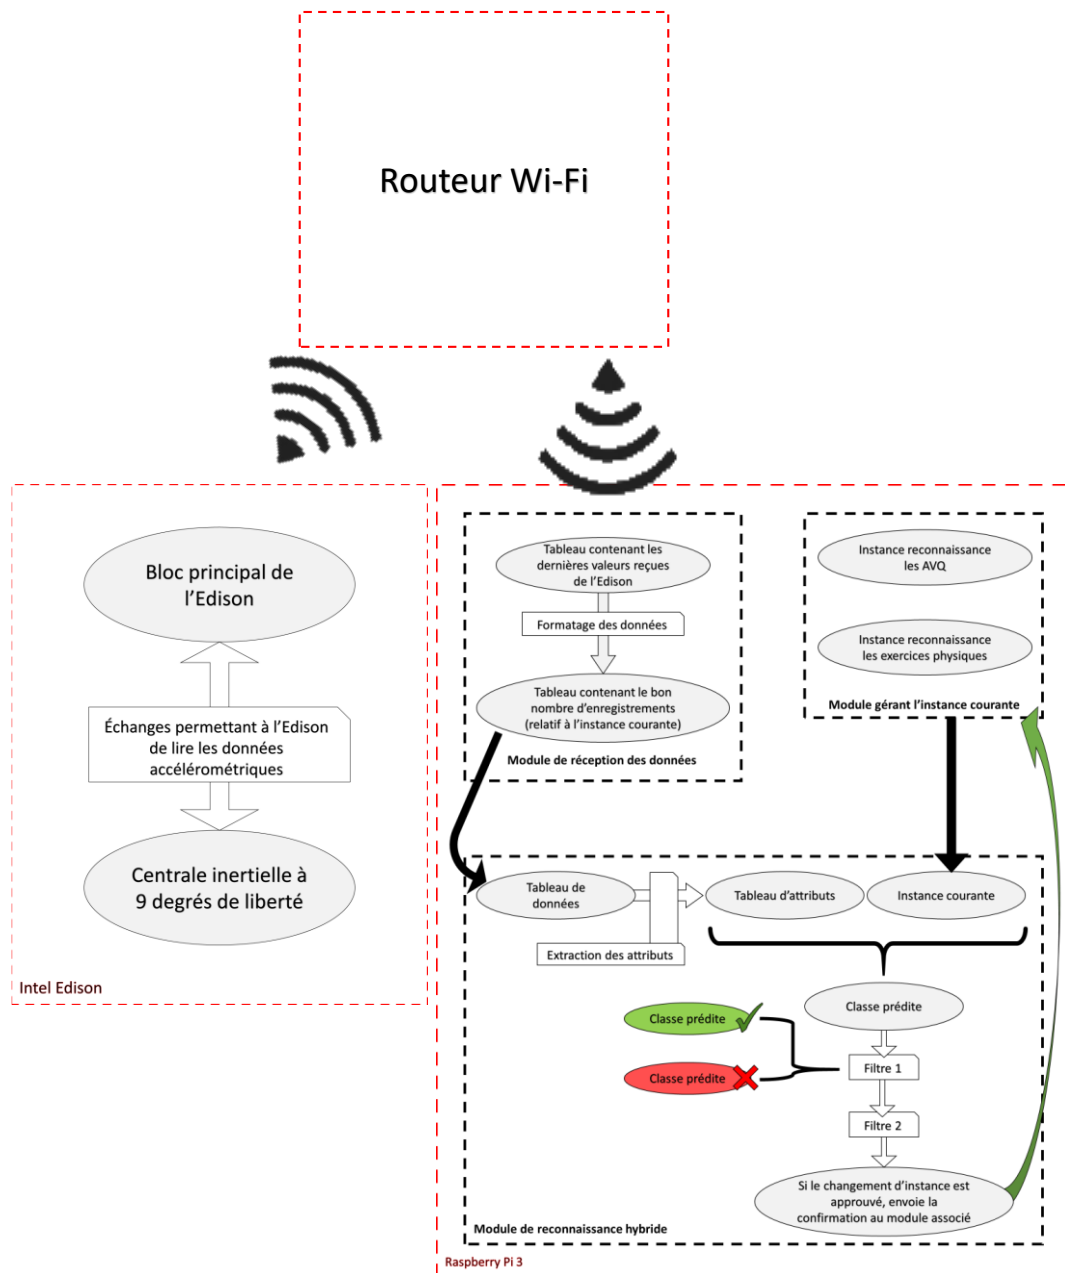 Routeur Wi-Fi
Bloc principal de
l’Edison
Échanges permettant à l’Edison
de lire les données
accélérométriques
Centrale inertielle à
9 degrés de liberté
Intel Edison
Tableau contenant les
dernières valeurs reçues
de l’Edison
Formatage des données
Tableau contenant le bon
nombre d’enregistrements
(relatif à l’instance courante)
Module de réception des données
Instance reconnaissance
les AVQ
Instance reconnaissance
les exercices physiques
Module gérant l’instance courante
Tableau de
données
Tableau d’attributs
Instance courante
Extraction des attributs
Classe prédite
Classe prédite
Classe prédite
Filtre 1
Filtre 2
Si le changement d’instance est
approuvé, envoie la
confirmation au module associé
Module de reconnaissance hybride
Raspberry Pi 3